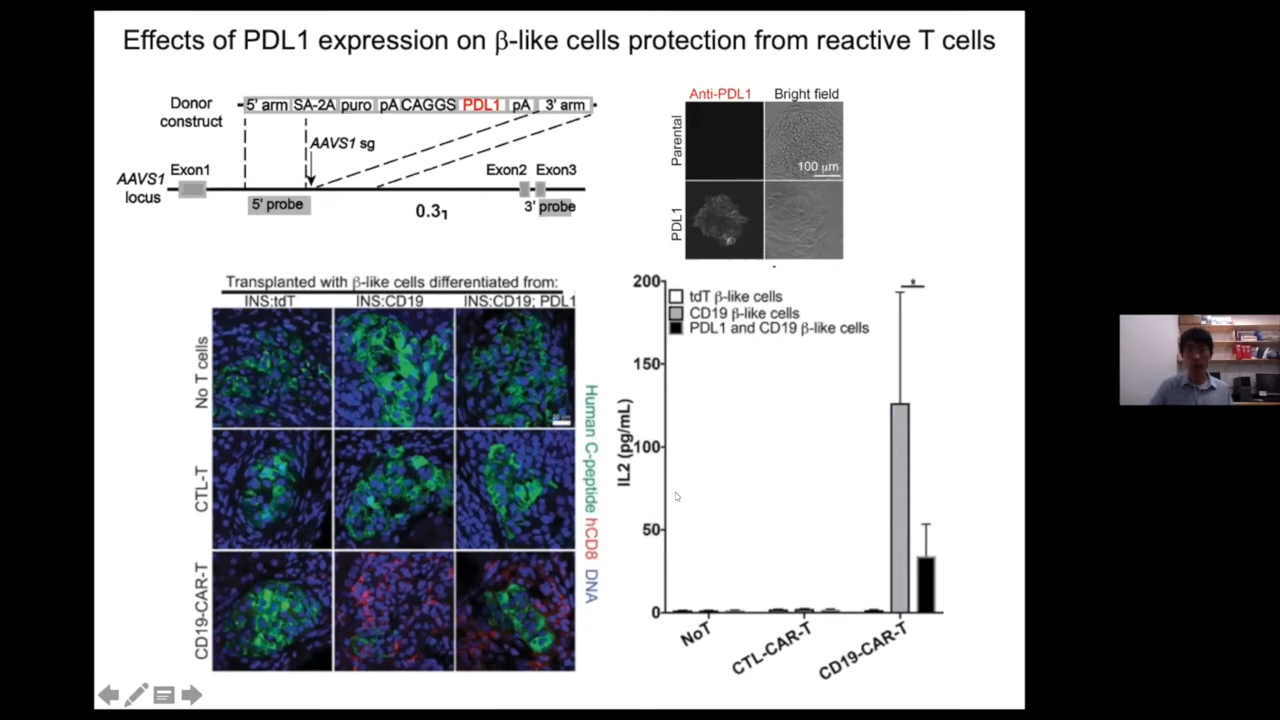 Effects of PDL1 expression on β-like cells protection from reactive T cells
Donor
construct
5' arm SA-2A puro pA CAGGS PDL1 pA 3' arm
AAVS1 sg
AAVS1
locus
Exon1
Exon2
Exon3
5' probe
0.3
3' probe
Anti-PDL1
Bright field
Parental
PDL1
100 µm
Transplanted with β-like cells differentiated from:
INS:tdT
INS:CD19
INS:CD19; PDL1
No T cells
CTL-T
CD19-CAR-T
Human C-peptide hCD8 DNA
IL2 (pg/mL)
200
150
100
50
0
tdT β-like cells
CD19 β-like cells
PDL1 and CD19 β-like cells
*
NoT
CTL-CAR-T
CD19-CAR-T